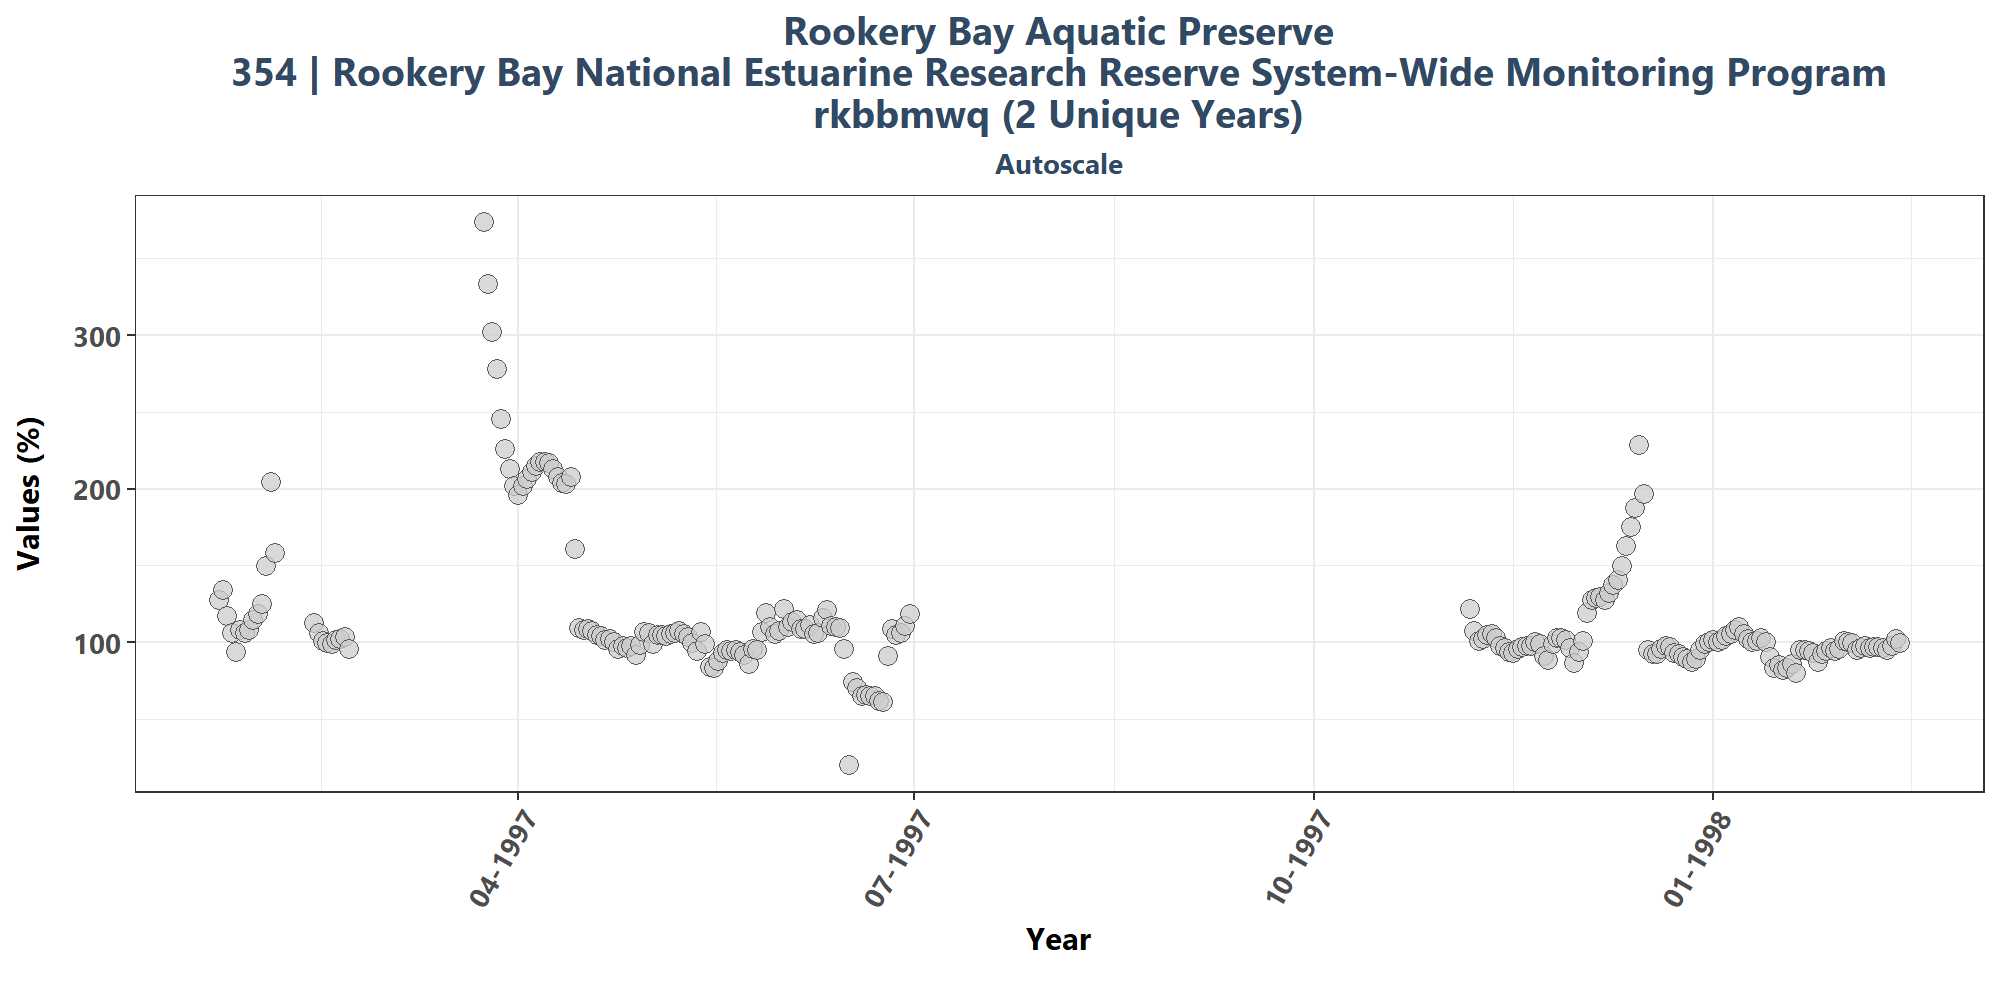 Rookery Bay Aquatic Preserve
354 | Rookery Bay National Estuarine Research Reserve System-Wide Monitoring Program
rkbbmwq (2 Unique Years)
Autoscale
Values (%)
300
200
100
04-1997
07-1997
10-1997
01-1998
Year